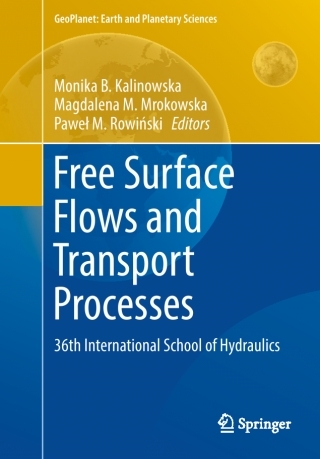 GeoPlanet: Earth and Planetary Sciences
Monika B. Kalinowska
Magdalena M. Mrokowska
Paweł M. Rowiński Editors
Free Surface
Flows and
Transport
Processes
36th International School of Hydraulics
Springer